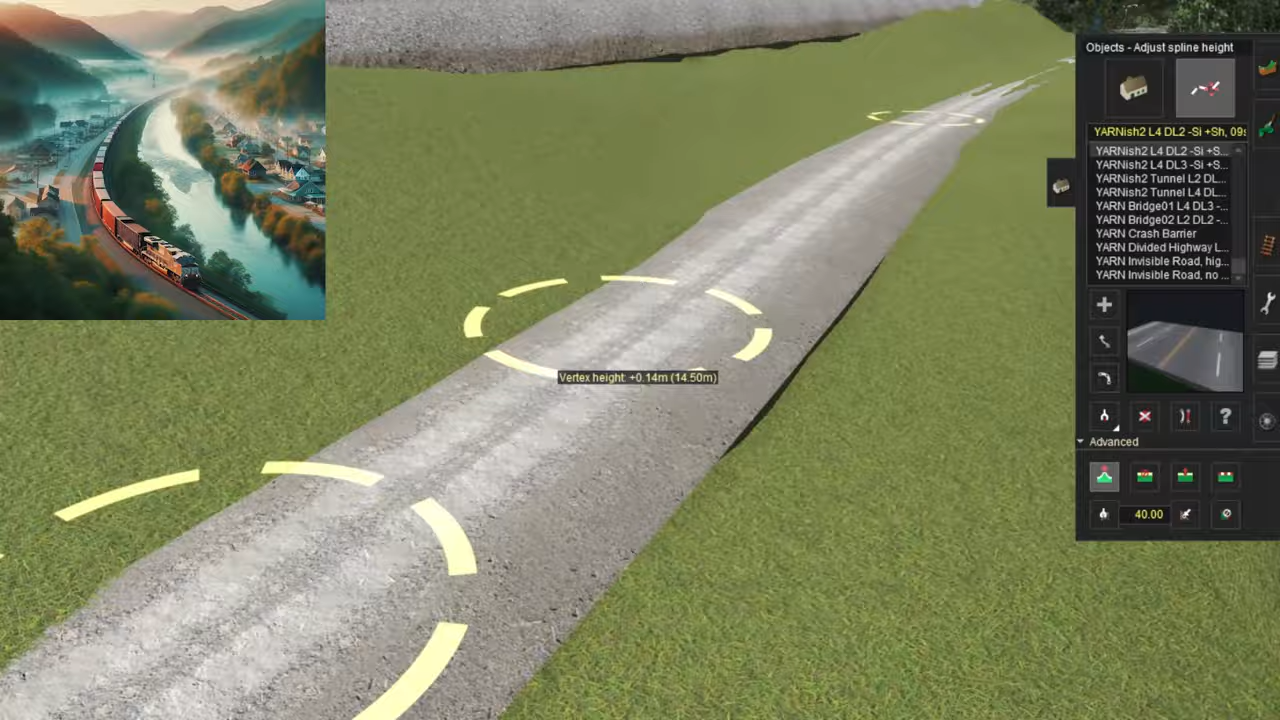 Objects - Adjust spline height
YARNish2 L4 DL2 -Si +Sh, 09s
YARNish2 L4 DL2 -Si +S...
YARNish2 L4 DL3 -Si +S...
YARNish2 Tunnel L2 DL...
YARNish2 Tunnel L4 DL...
YARN Bridge01 L4 DL3 -...
YARN Bridge02 L2 DL2 -...
YARN Crash Barrier
YARN Divided Highway L...
YARN Invisible Road, hig...
YARN Invisible Road, no ...
Vertex height: +0.14m (14.50m)
Advanced
40.00